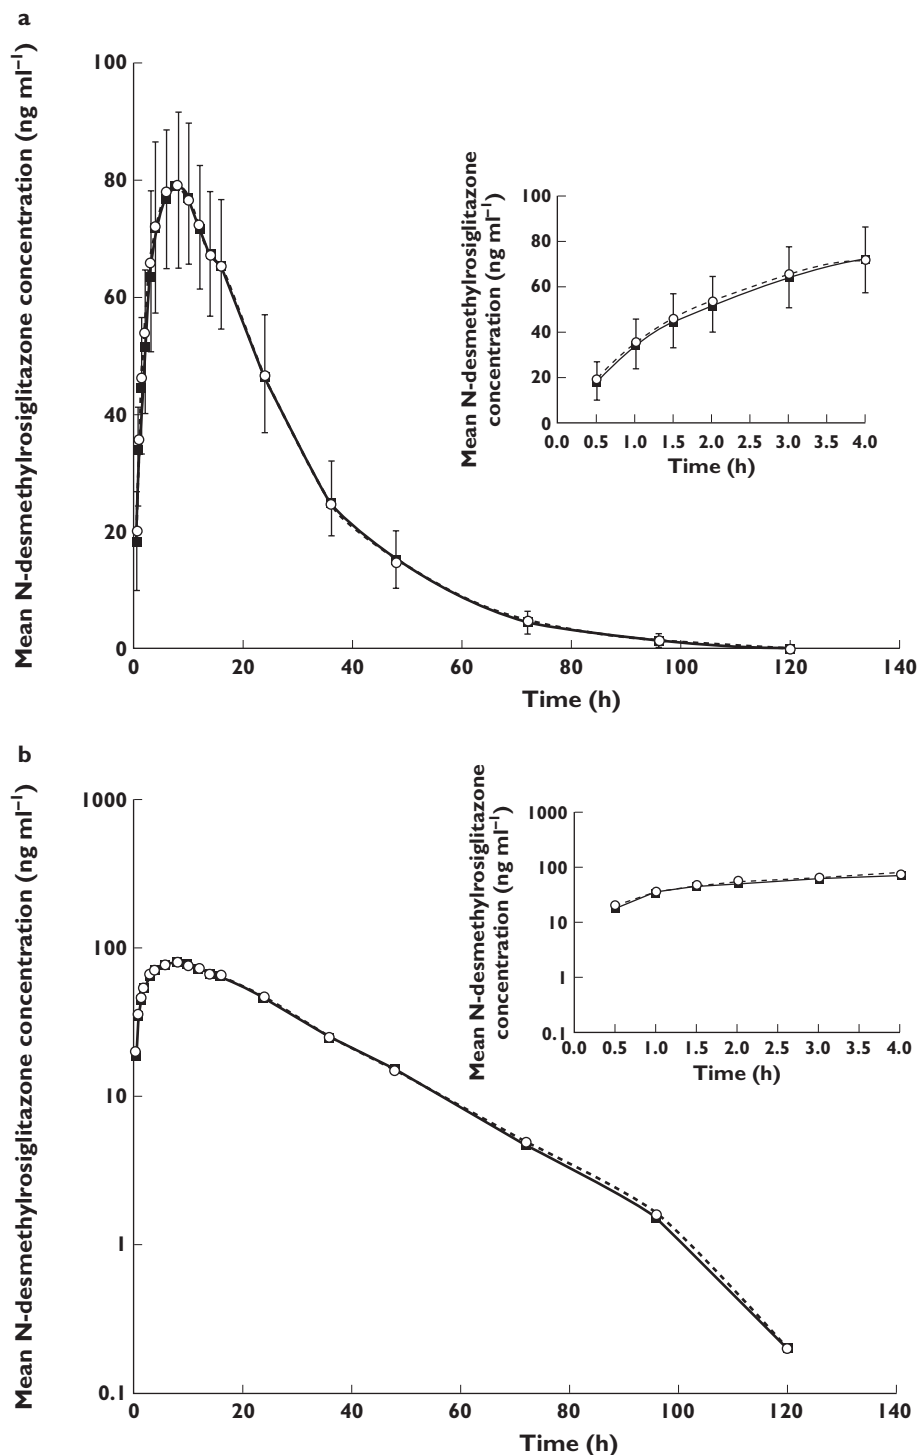 a
Mean N-desmethylrosiglitazone concentration (ng ml⁻¹)
100
80
60
40
20
0
0 20 40 60 80 100 120 140
Time (h)
Mean N-desmethylrosiglitazone
concentration (ng ml⁻¹)
100
80
60
40
20
0
0.0 0.5 1.0 1.5 2.0 2.5 3.0 3.5 4.0
Time (h)
b
Mean N-desmethylrosiglitazone concentration (ng ml⁻¹)
1000
100
10
1
0.1
0 20 40 60 80 100 120 140
Time (h)
Mean N-desmethylrosiglitazone
concentration (ng ml⁻¹)
1000
100
10
1
0.1
0.0 0.5 1.0 1.5 2.0 2.5 3.0 3.5 4.0
Time (h)